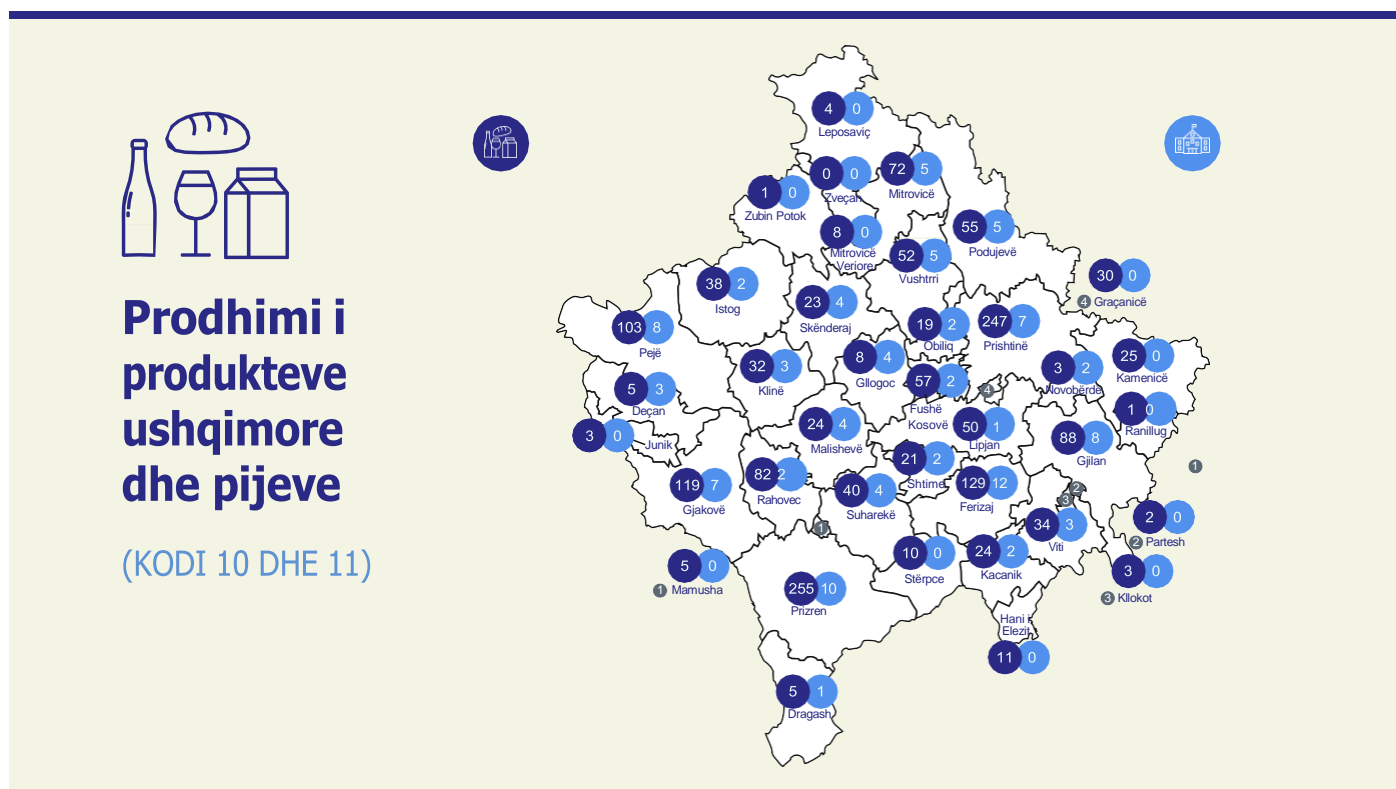 Prodhimi i
produkteve
ushqimore
dhe pijeve
(KODI 10 DHE 11)
4 0
Leposaviç
0 0
Zveçan
72 5
Mitrovicë
1 0
Zubin Potok
8 0
Mitrovicë
Veriore
55 5
Podujevë
52 5
Vushtrri
38 2
Istog
30 0
4 Graçanicë
23 4
Skënderaj
103 8
Pejë
19 2
Obiliq
247 7
Prishtinë
32 3
Klinë
8 4
Gllogoc
3 2
Novobërdë
25 0
Kamenicë
5 3
Deçan
57 2
Fushë
Kosovë
4
1 0
Ranillug
3 0
Junik
24 4
Malishevë
50 1
Lipjan
88 8
Gjilan
1
21 2
Shtime
119 7
Gjakovë
82 2
Rahovec
40 4
Suharekë
129 12
Ferizaj
2
3
1
34 3
Viti
2 0
2 Partesh
5 0
1 Mamusha
10 0
Stërpce
24 2
Kacanik
3 0
3 Kllokot
255 10
Prizren
Hani i
Elezit
11 0
5 1
Dragash